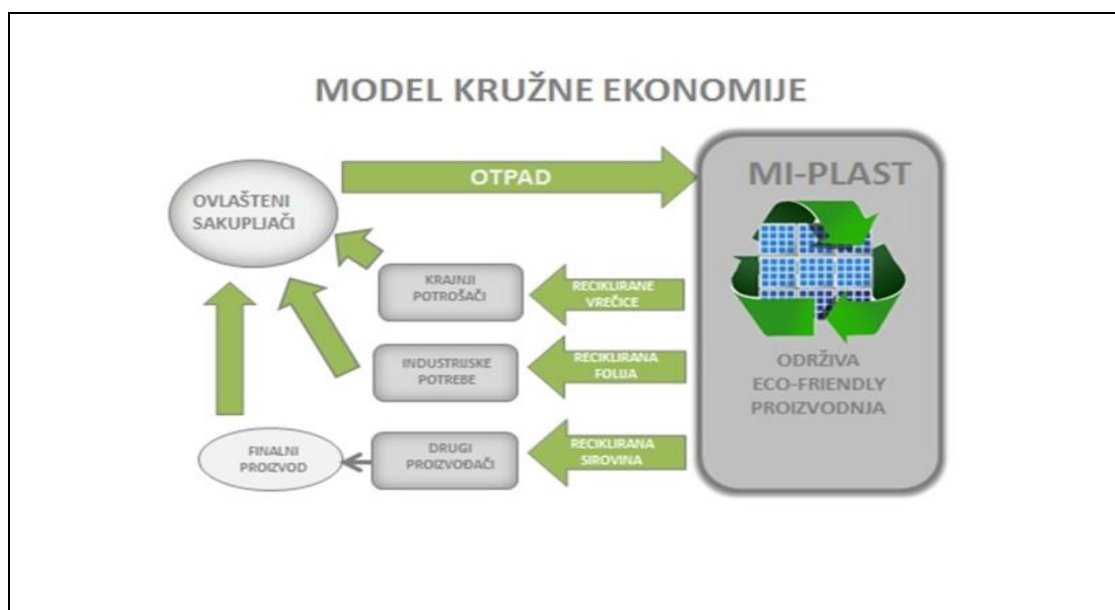 MODEL KRUŽNE EKONOMIJE
OVLAŠTENI
SAKUPLJAČI
OTPAD
MI-PLAST
KRAJNJI
POTROŠAČI
RECIKLIRANE
VREČICE
INDUSTRIJSKE
POTREBE
RECIKLIRANA
FOLIJA
ODRŽIVA
ECO-FRIENDLY
PROIZVODNJA
FINALNI
PROIZVOD
DRUGI
PROIZVOĐAČI
RECIKLIRANA
SIROVINA